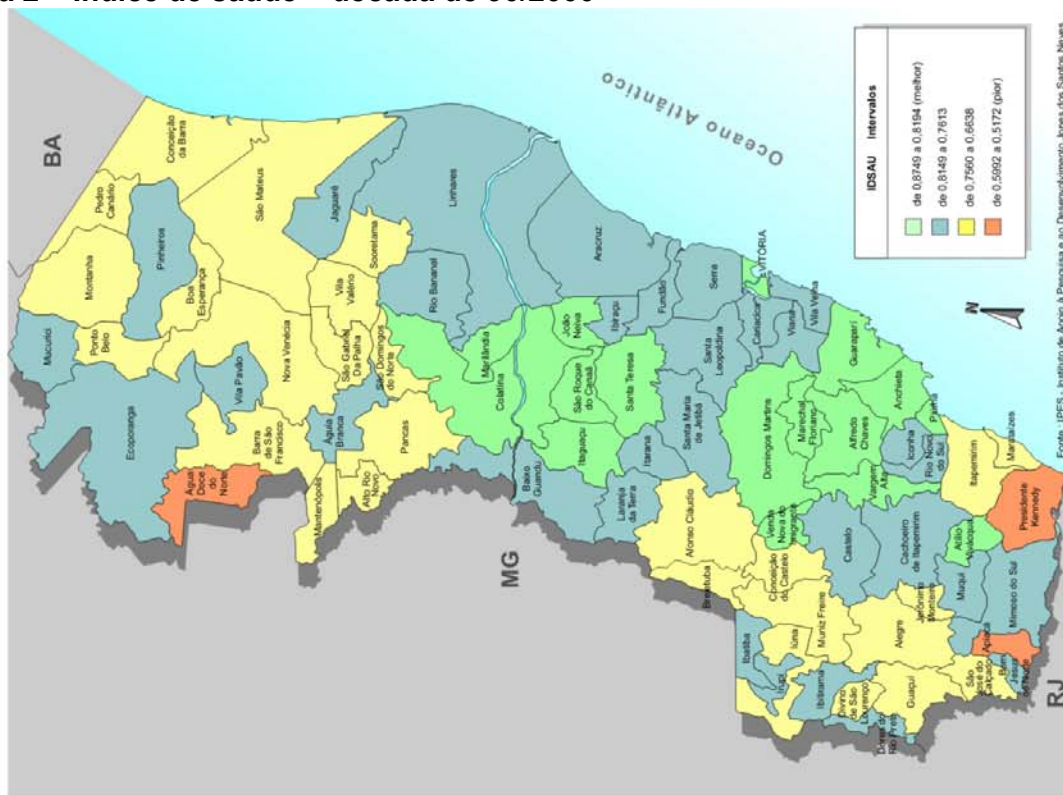 Índice de saúde – década de 90/2000
BA
Oceano Atlântico
MG
RJ
N
IDSAU Intervalos
de 0,8749 a 0,8194 (melhor)
de 0,8149 a 0,7613
de 0,7560 a 0,6638
de 0,5992 a 0,5172 (pior)
Mucurici
Montanha
Pedro
Canário
Conceição
da Barra
Pinheiros
Ponto
Belo
Ecoporanga
Boa
Esperança
São Mateus
Vila Pavão
Nova Venécia
Jaguaré
Água
Doce
do
Norte
Barra
de São
Francisco
Vila
Valério
Sooretama
Linhares
São Gabriel
Da Palha
Águia
Branca
São Domingos
do Norte
Rio Bananal
Mantenópolis
Alto Rio
Novo
Pancas
Marilândia
Colatina
Aracruz
Baixo
Guandu
João
Neiva
Ibiraçu
São Roque
do Canaã
Itaguaçu
Santa Teresa
Fundão
Itarana
Laranja
da Terra
Santa Maria
de Jetibá
Santa
Leopoldina
Serra
Cariacica
VITÓRIA
Viana
Vila Velha
Afonso Cláudio
Brejetuba
Domingos Martins
Marechal
Floriano
Guarapari
Venda
Nova do
Imigrante
Conceição
do Castelo
Alfredo
Chaves
Anchieta
Ibatiba
Iúna
Irupi
Muniz Freire
Castelo
Vargem
Alta
Iconha
Piúma
Rio Novo
do Sul
Ibitirama
Divino
de São
Lourenço
Dores do
Rio Preto
Guaçuí
Alegre
Jerônimo
Monteiro
Cachoeiro
de Itapemirim
Itapemirim
Marataízes
Atílio
Vivácqua
Muqui
Presidente
Kennedy
Mimoso do Sul
Apiacá
São
José do
Calçado
Bom
Jesus
do Norte
Fonte: IPES - Instituto de Apoio à Pesquisa e ao Desenvolvimento Jones dos Santos Neves